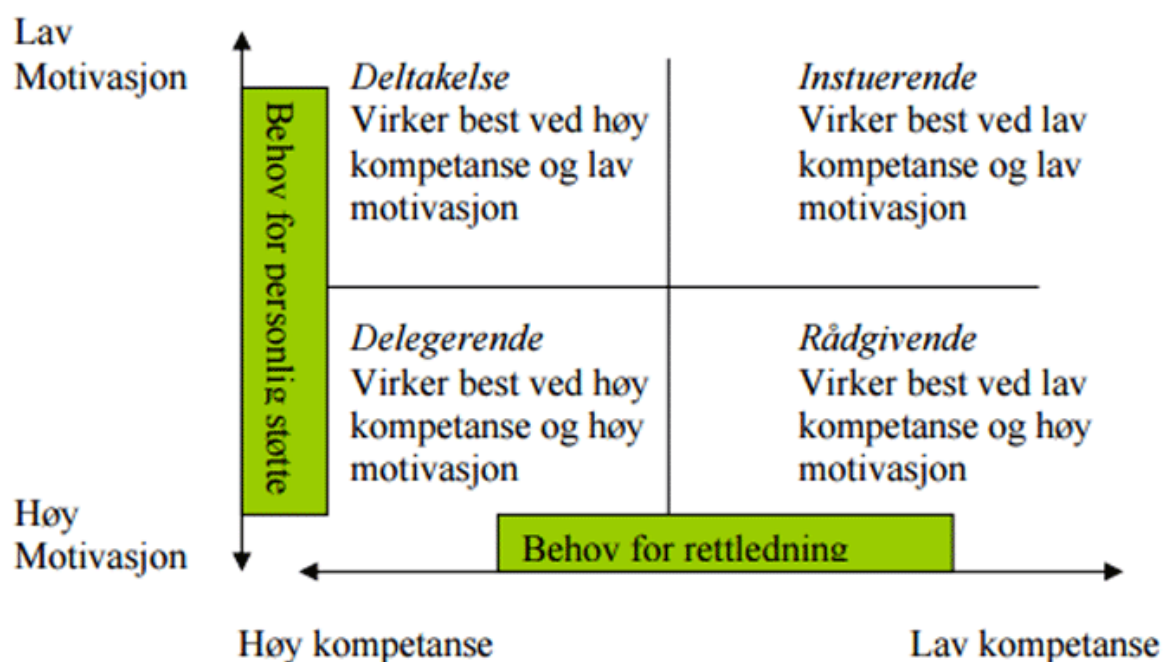 Lav
Motivasjon
Deltakelse
Virker best ved høy
kompetanse og lav
motivasjon
Instuerende
Virker best ved lav
kompetanse og lav
motivasjon
Behov for personlig støtte
Delegerende
Virker best ved høy
kompetanse og høy
motivasjon
Rådgivende
Virker best ved lav
kompetanse og høy
motivasjon
Høy
Motivasjon
Behov for rettledning
Høy kompetanse
Lav kompetanse